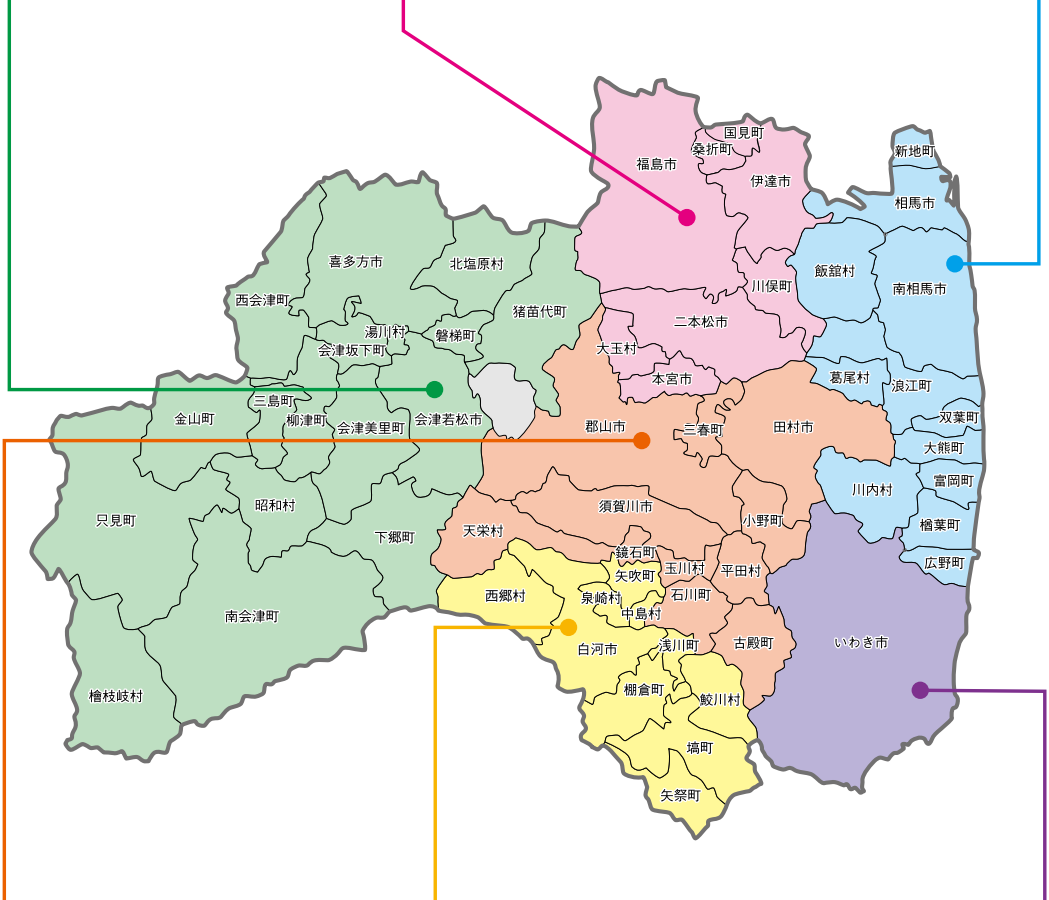 国見町
桑折町
福島市
伊達市
新地町
相馬市
喜多方市
北塩原村
飯舘村
川俣町
南相馬市
西会津町
猪苗代町
二本松市
湯川村
磐梯町
会津坂下町
大玉村
本宮市
葛尾村
浪江町
三島町
金山町
柳津町
会津美里町
会津若松市
郡山市
三春町
田村市
双葉町
大熊町
富岡町
川内村
只見町
昭和村
須賀川市
小野町
楢葉町
下郷町
天栄村
鏡石町
広野町
矢吹町
玉川村
平田村
西郷村
泉崎村
石川町
中島村
南会津町
白河市
浅川町
古殿町
いわき市
檜枝岐村
棚倉町
鮫川村
塙町
矢祭町